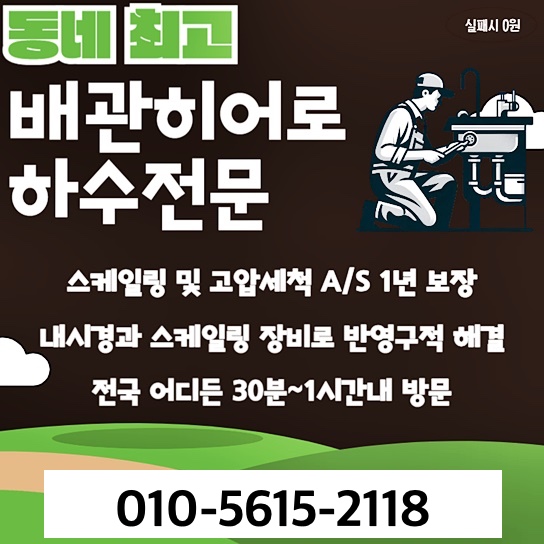 동네 최고
실패시 0원
배관히어로
하수전문
스케일링 및 고압세척 A/S 1년 보장
내시경과 스케일링 장비로 반영구적 해결
전국 어디든 30분~1시간내 방문
010-5615-2118